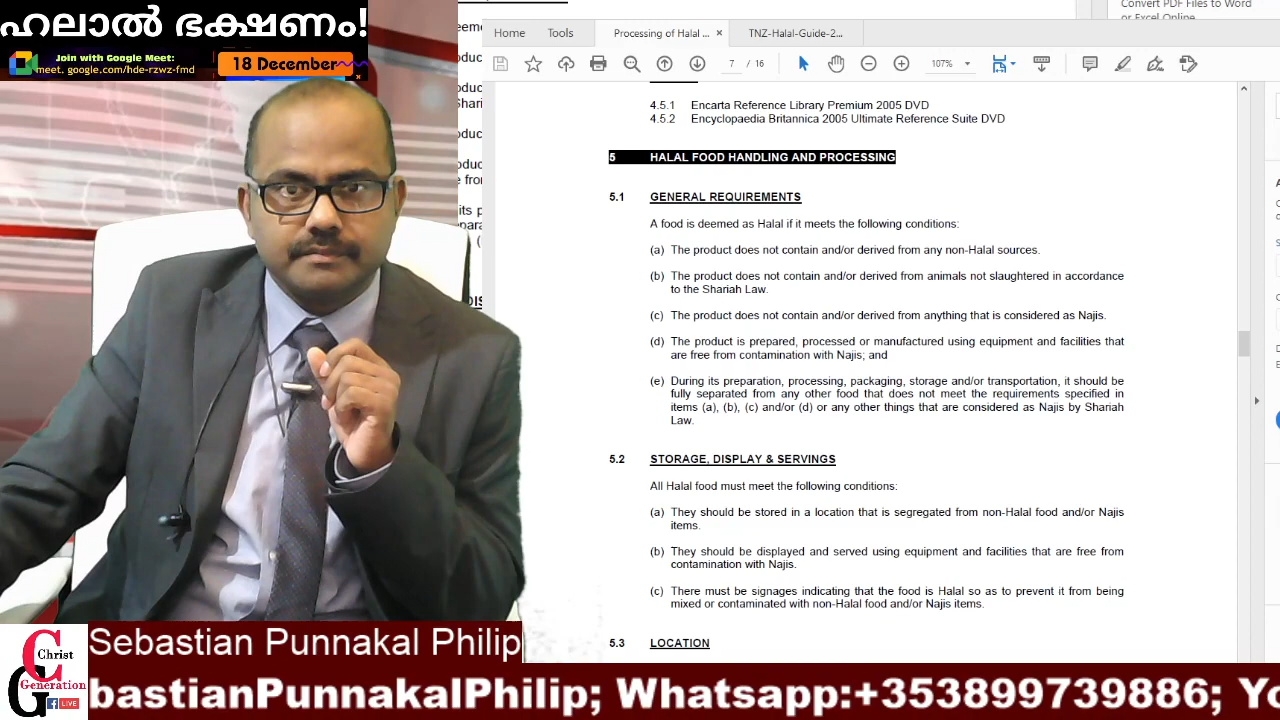 ഹലാൽ ഭക്ഷണം!
Join with Google Meet:
meet. google.com/hde-rzwz-fmd
18 December
Convert PDF Files to Word
or Excel Online
Home
Tools
Processing of Halal ...
×
TNZ-Halal-Guide-2...
7 / 16
107%
4.5.1 Encarta Reference Library Premium 2005 DVD
4.5.2 Encyclopaedia Britannica 2005 Ultimate Reference Suite DVD
5 HALAL FOOD HANDLING AND PROCESSING
5.1 GENERAL REQUIREMENTS
A food is deemed as Halal if it meets the following conditions:
(a) The product does not contain and/or derived from any non-Halal sources.
(b) The product does not contain and/or derived from animals not slaughtered in accordance
to the Shariah Law.
(c) The product does not contain and/or derived from anything that is considered as Najis.
(d) The product is prepared, processed or manufactured using equipment and facilities that
are free from contamination with Najis; and
(e) During its preparation, processing, packaging, storage and/or transportation, it should be
fully separated from any other food that does not meet the requirements specified in
items (a), (b), (c) and/or (d) or any other things that are considered as Najis by Shariah
Law.
5.2 STORAGE, DISPLAY & SERVINGS
All Halal food must meet the following conditions:
(a) They should be stored in a location that is segregated from non-Halal food and/or Najis
items.
(b) They should be displayed and served using equipment and facilities that are free from
contamination with Najis.
(c) There must be signages indicating that the food is Halal so as to prevent it from being
mixed or contaminated with non-Halal food and/or Najis items.
5.3 LOCATION
Christ
Generation
LIVE
Sebastian Punnakal Philip
bastianPunnakalPhilip; Whatsapp:+353899739886; Yo